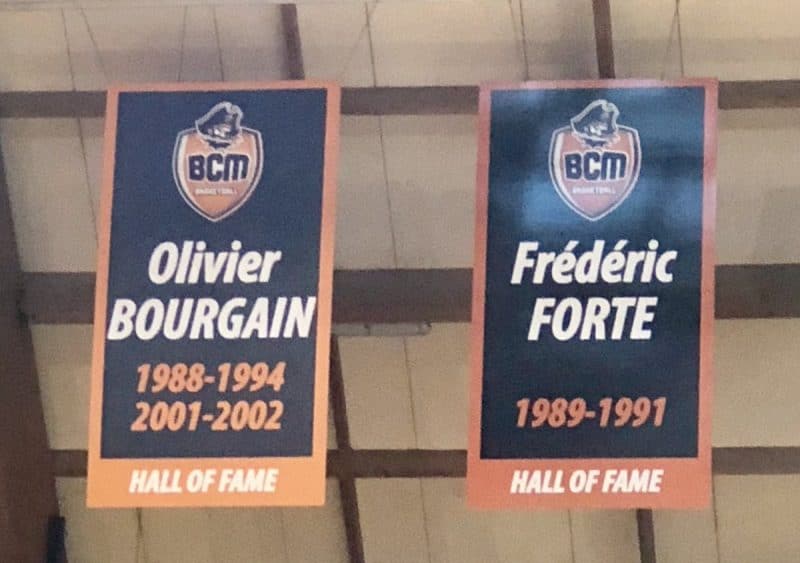 BCM
BASKETBALL
Olivier
BOURGAIN
1988-1994
2001-2002
HALL OF FAME
BCM
BASKETBALL
Frédéric
FORTE
1989-1991
HALL OF FAME